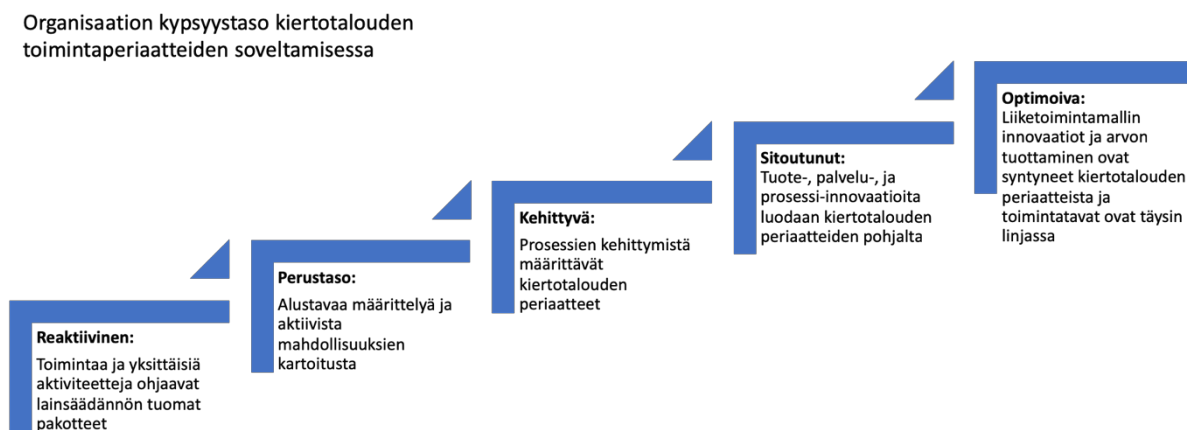 Organisaation kypsyystaso kiertotalouden
toimintaperiaatteiden soveltamisessa
Reaktiivinen:
Toimintaa ja yksittäisiä
aktiviteetteja ohjaavat
lainsäädännön tuomat
pakotteet
Perustaso:
Alustavaa määrittelyä ja
aktiivista
mahdollisuuksien
kartoitusta
Kehittyvä:
Prosessien kehittymistä
määrittävät
kiertotalouden
periaatteet
Sitoutunut:
Tuote-, palvelu-, ja
prosessi-innovaatioita
luodaan kiertotalouden
periaatteiden pohjalta
Optimoiva:
Liiketoimintamallin
innovaatiot ja arvon
tuottaminen ovat
syntyneet kiertotalouden
periaatteista ja
toimintatavat ovat täysin
linjassa